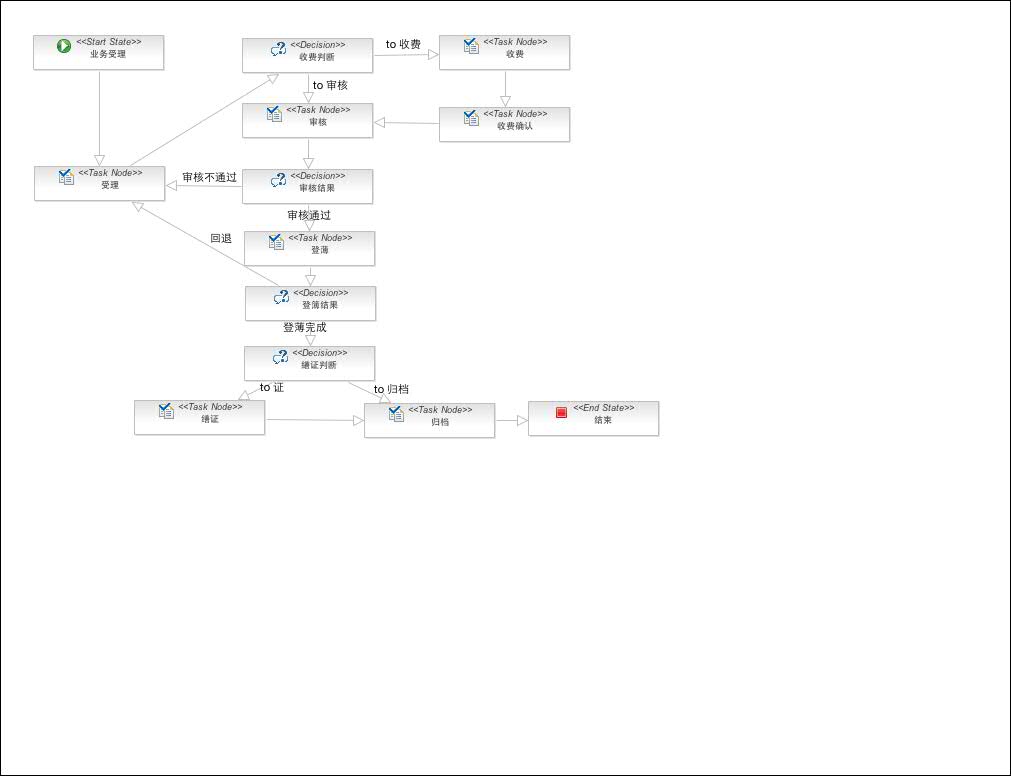 <<Start State>>
业务受理
<<Decision>>
收费判断
to 收费
<<Task Node>>
收费
to 审核
<<Task Node>>
审核
<<Task Node>>
收费确认
<<Task Node>>
受理
审核不通过
<<Decision>>
审核结果
审核通过
回退
<<Task Node>>
登薄
<<Decision>>
登簿结果
登薄完成
<<Decision>>
缮证判断
to 证
to 归档
<<Task Node>>
缮证
<<Task Node>>
归档
<<End State>>
结束